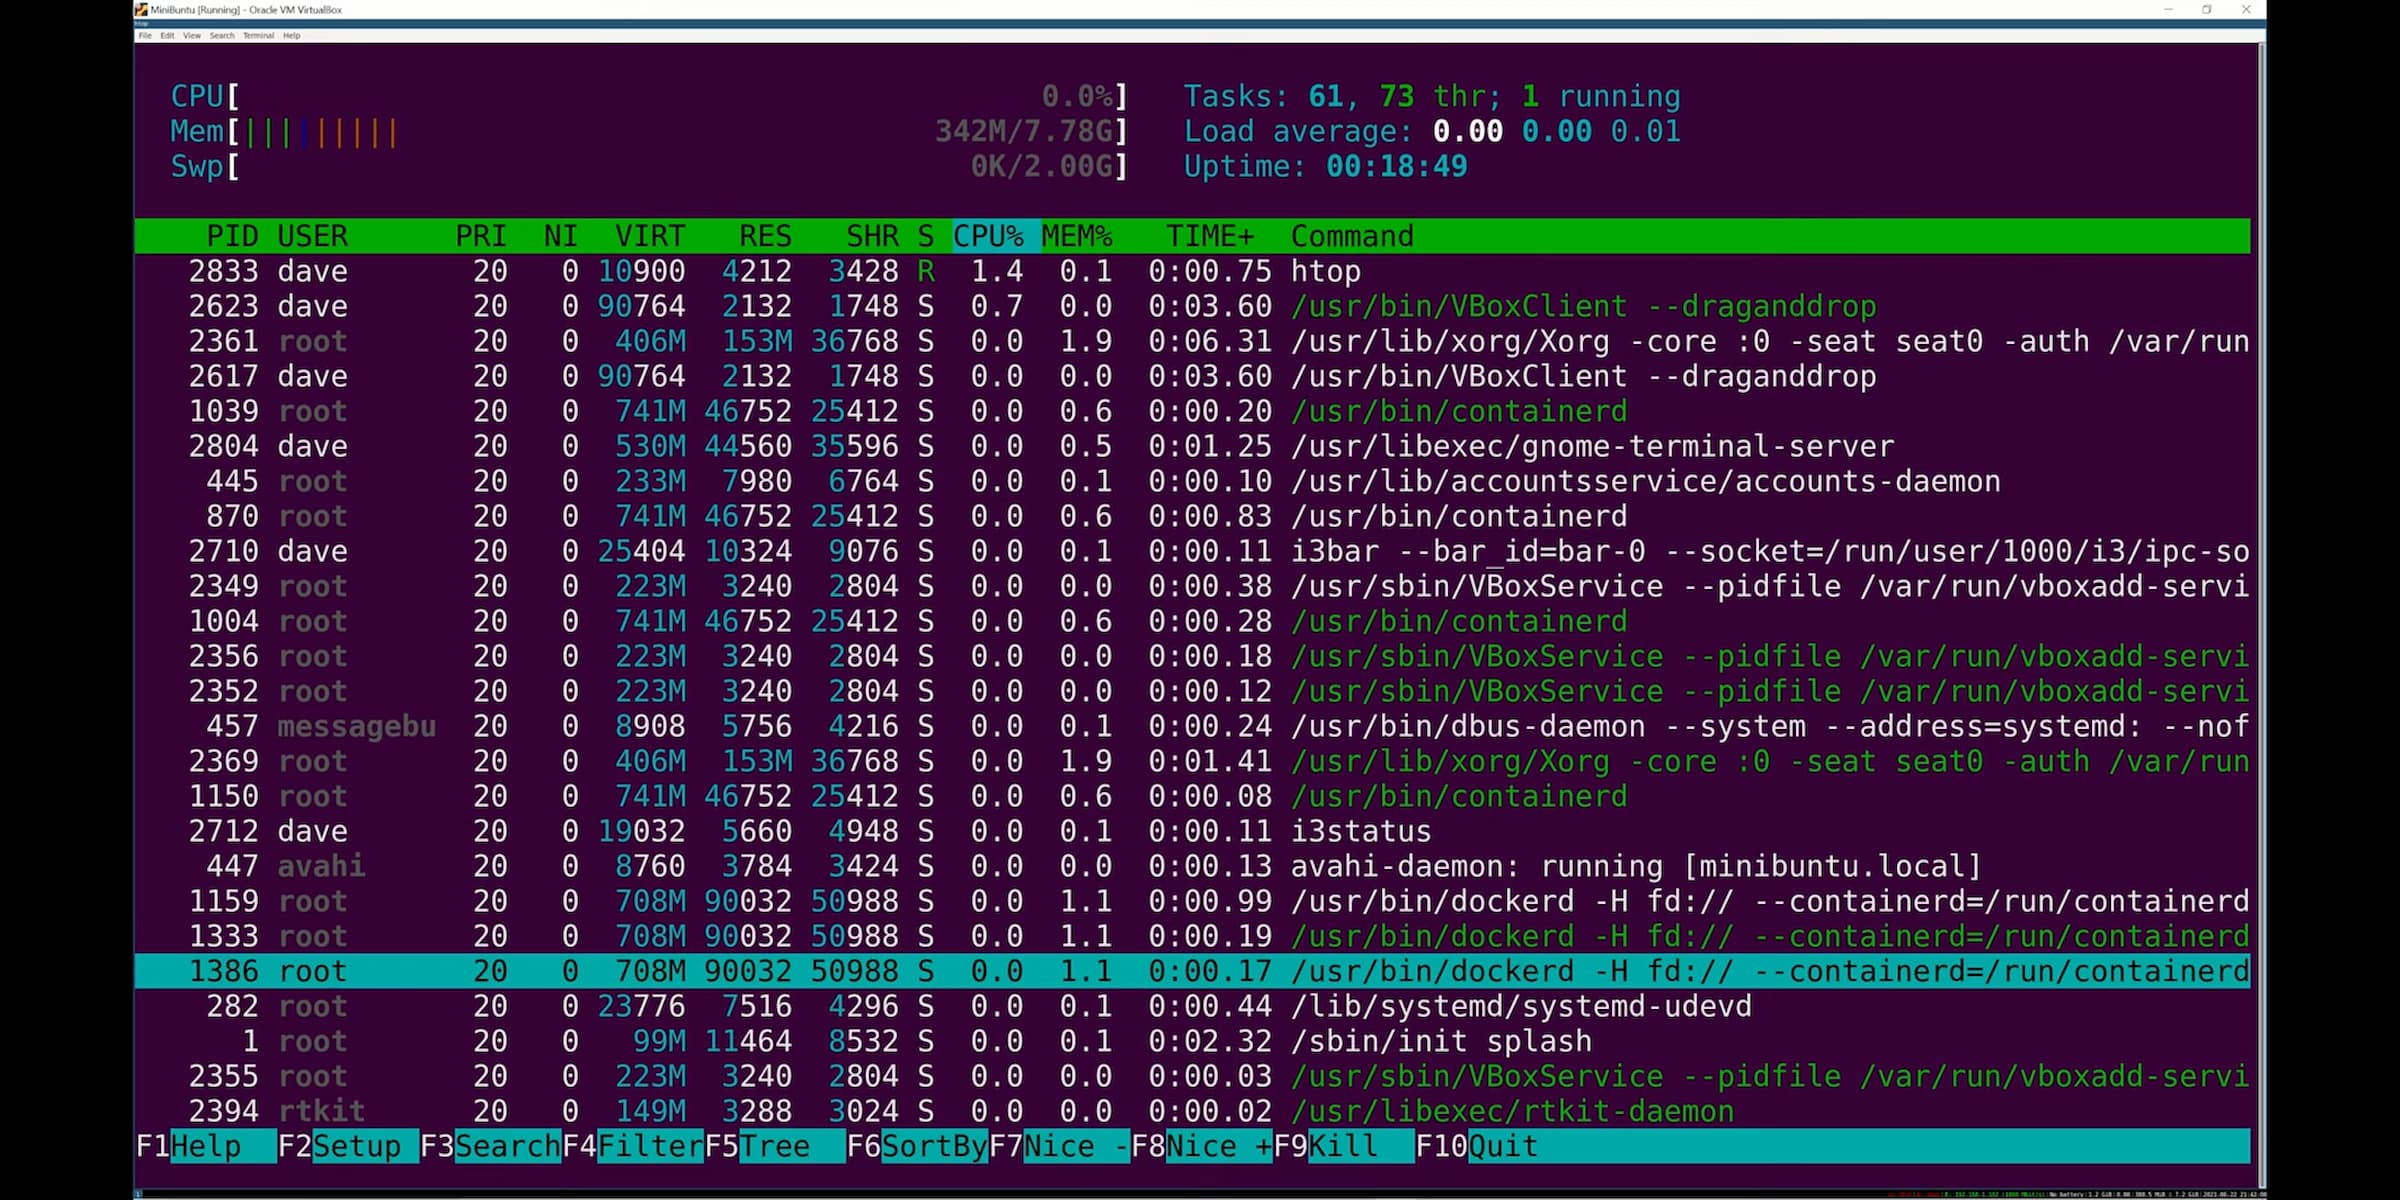 MiniBuntu [Running] - Oracle VM VirtualBox
htop
File Edit View Search Terminal Help
CPU[ 0.0%] Tasks: 61, 73 thr; 1 running
Mem[||||||||| 342M/7.78G] Load average: 0.00 0.00 0.01
Swp[ 0K/2.00G] Uptime: 00:18:49
PID USER PRI NI VIRT RES SHR S CPU% MEM% TIME+ Command
2833 dave 20 0 10900 4212 3428 R 1.4 0.1 0:00.75 htop
2623 dave 20 0 90764 2132 1748 S 0.7 0.0 0:03.60 /usr/bin/VBoxClient --draganddrop
2361 root 20 0 406M 153M 36768 S 0.0 1.9 0:06.31 /usr/lib/xorg/Xorg -core :0 -seat seat0 -auth /var/run
2617 dave 20 0 90764 2132 1748 S 0.0 0.0 0:03.60 /usr/bin/VBoxClient --draganddrop
1039 root 20 0 741M 46752 25412 S 0.0 0.6 0:00.20 /usr/bin/containerd
2804 dave 20 0 530M 44560 35596 S 0.0 0.5 0:01.25 /usr/libexec/gnome-terminal-server
445 root 20 0 233M 7980 6764 S 0.0 0.1 0:00.10 /usr/lib/accountsservice/accounts-daemon
870 root 20 0 741M 46752 25412 S 0.0 0.6 0:00.83 /usr/bin/containerd
2710 dave 20 0 25404 10324 9076 S 0.0 0.1 0:00.11 i3bar --bar_id=bar-0 --socket=/run/user/1000/i3/ipc-so
2349 root 20 0 223M 3240 2804 S 0.0 0.0 0:00.38 /usr/sbin/VBoxService --pidfile /var/run/vboxadd-servi
1004 root 20 0 741M 46752 25412 S 0.0 0.6 0:00.28 /usr/bin/containerd
2356 root 20 0 223M 3240 2804 S 0.0 0.0 0:00.18 /usr/sbin/VBoxService --pidfile /var/run/vboxadd-servi
2352 root 20 0 223M 3240 2804 S 0.0 0.0 0:00.12 /usr/sbin/VBoxService --pidfile /var/run/vboxadd-servi
457 messagebu 20 0 8908 5756 4216 S 0.0 0.1 0:00.24 /usr/bin/dbus-daemon --system --address=systemd: --nof
2369 root 20 0 406M 153M 36768 S 0.0 1.9 0:01.41 /usr/lib/xorg/Xorg -core :0 -seat seat0 -auth /var/run
1150 root 20 0 741M 46752 25412 S 0.0 0.6 0:00.08 /usr/bin/containerd
2712 dave 20 0 19032 5660 4948 S 0.0 0.1 0:00.11 i3status
447 avahi 20 0 8760 3784 3424 S 0.0 0.0 0:00.13 avahi-daemon: running [minibuntu.local]
1159 root 20 0 708M 90032 50988 S 0.0 1.1 0:00.99 /usr/bin/dockerd -H fd:// --containerd=/run/containerd
1333 root 20 0 708M 90032 50988 S 0.0 1.1 0:00.19 /usr/bin/dockerd -H fd:// --containerd=/run/containerd
1386 root 20 0 708M 90032 50988 S 0.0 1.1 0:00.17 /usr/bin/dockerd -H fd:// --containerd=/run/containerd
282 root 20 0 23776 7516 4296 S 0.0 0.1 0:00.44 /lib/systemd/systemd-udevd
1 root 20 0 99M 11464 8532 S 0.0 0.1 0:02.32 /sbin/init splash
2355 root 20 0 223M 3240 2804 S 0.0 0.0 0:00.03 /usr/sbin/VBoxService --pidfile /var/run/vboxadd-servi
2394 rtkit 20 0 149M 3288 3024 S 0.0 0.0 0:00.02 /usr/libexec/rtkit-daemon
F1Help F2Setup F3SearchF4FilterF5Tree F6SortByF7Nice -F8Nice +F9Kill F10Quit